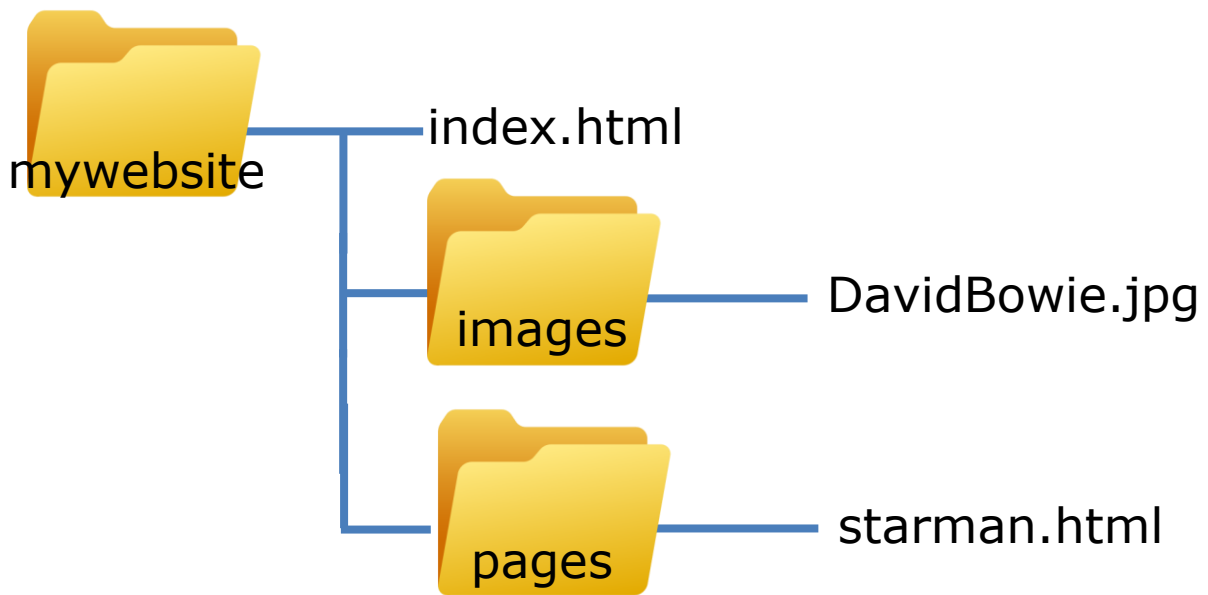 mywebsite
index.html
images
DavidBowie.jpg
pages
starman.html